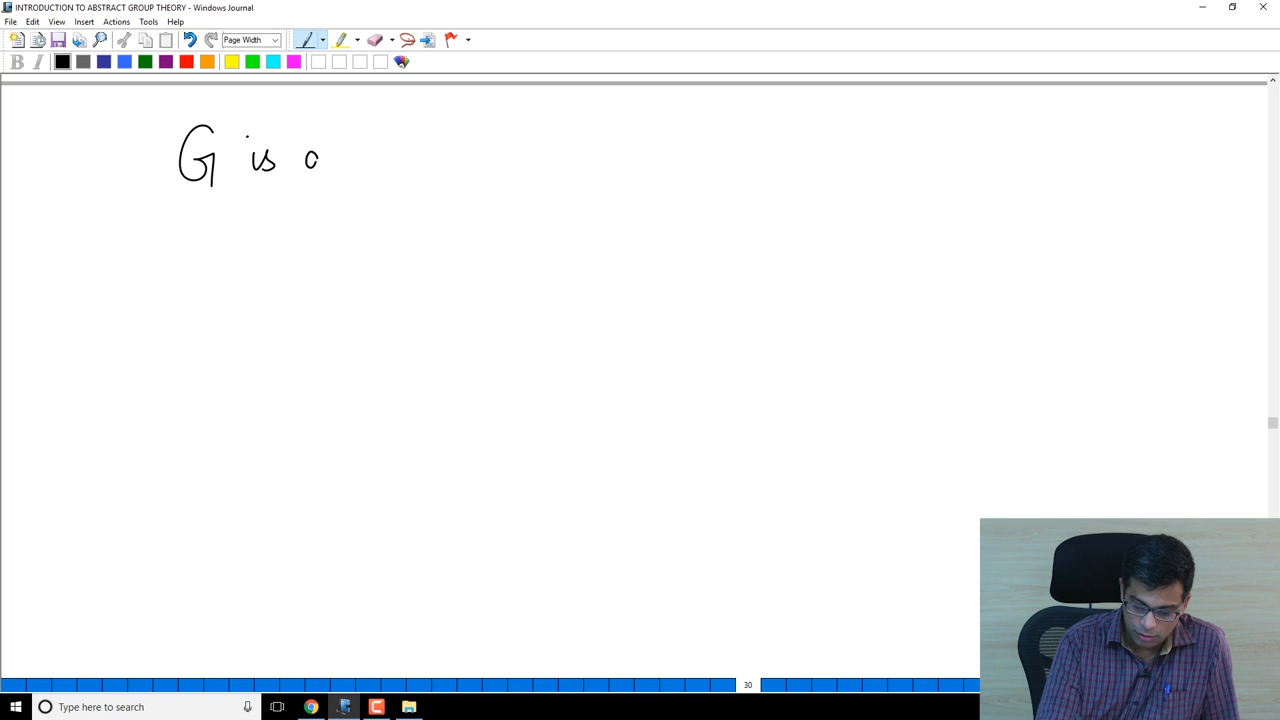 INTRODUCTION TO ABSTRACT GROUP THEORY - Windows Journal
File Edit View Insert Actions Tools Help
Page Width
B I
G is a
30
Type here to search